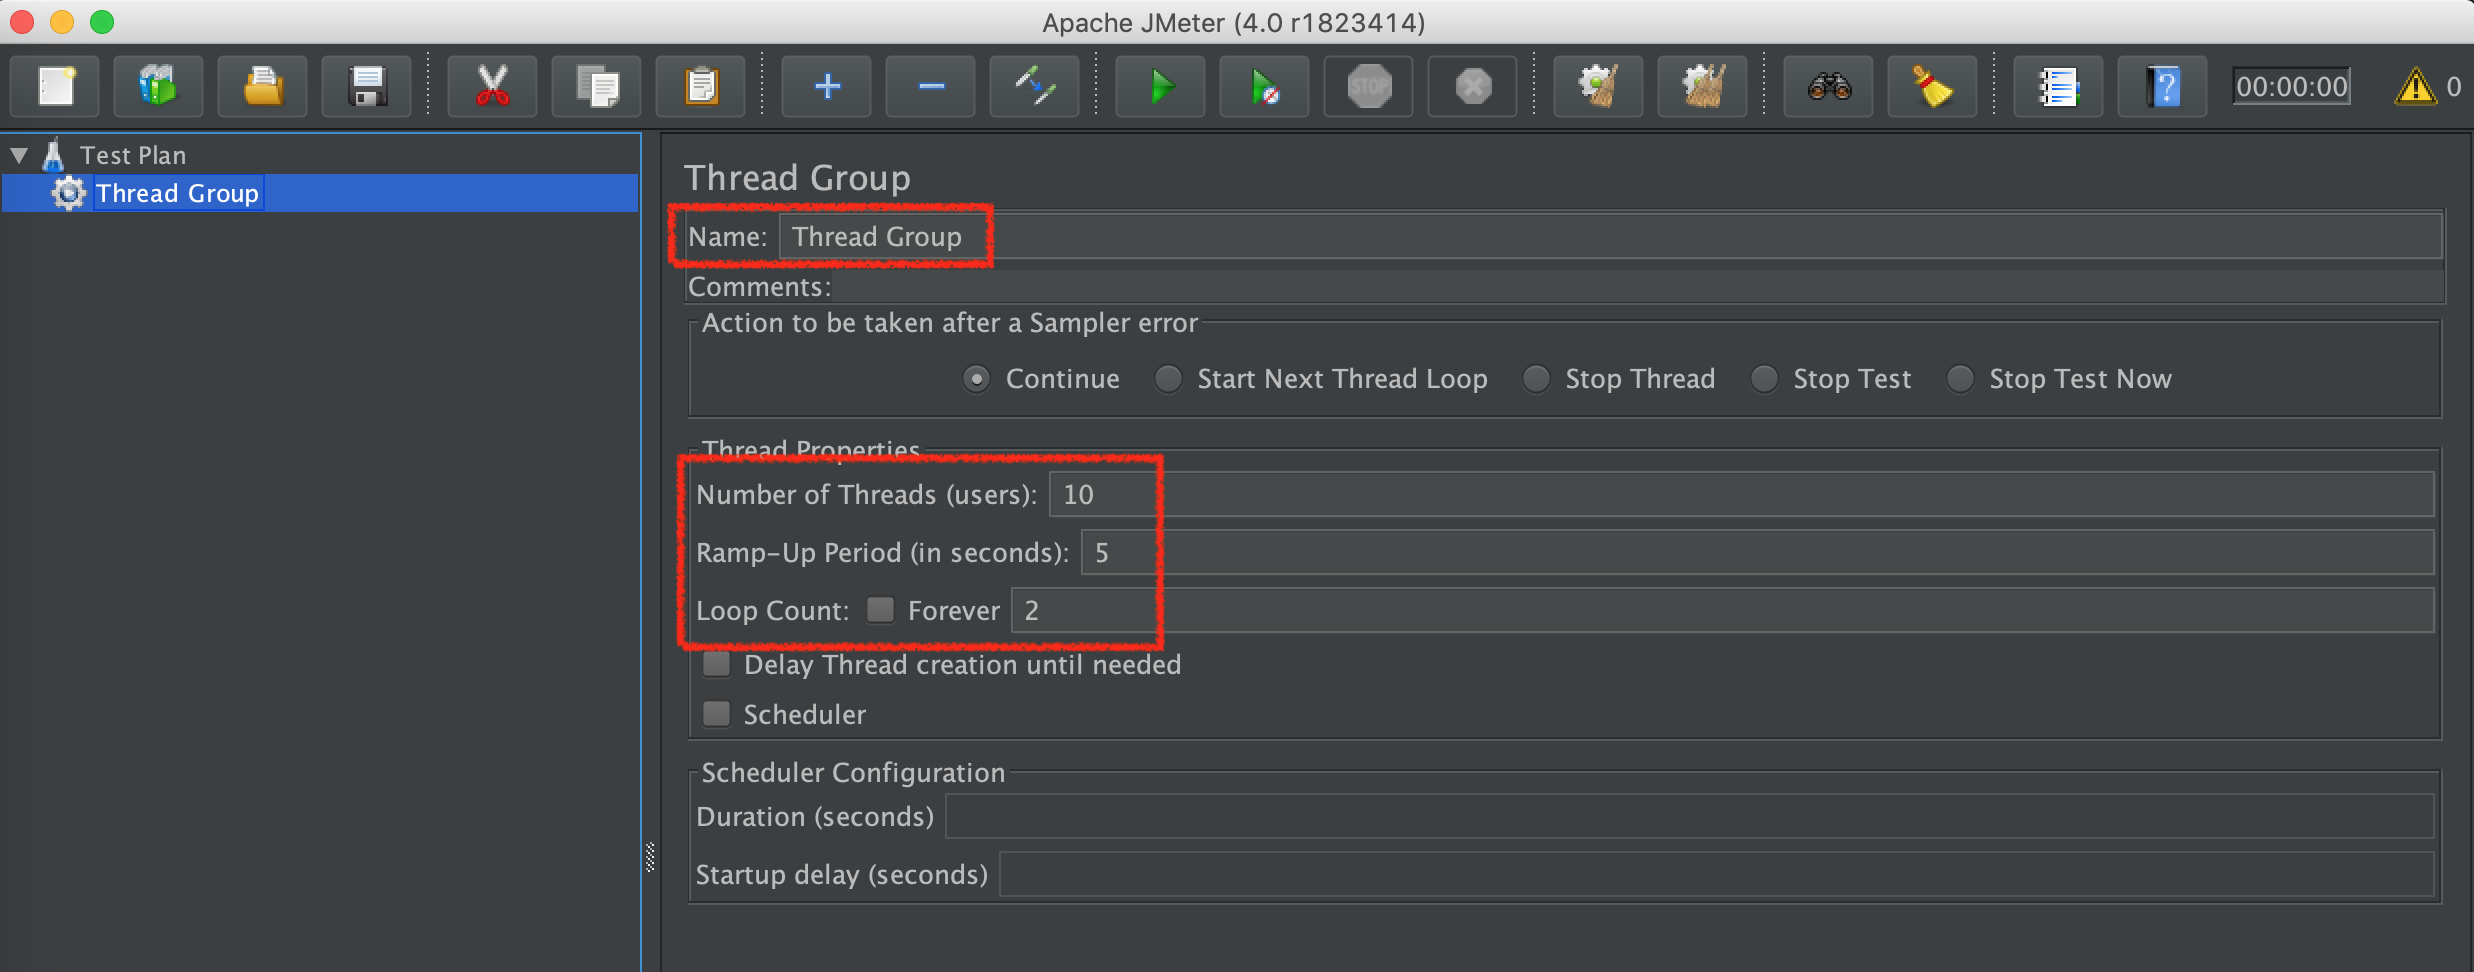 Apache JMeter (4.0 r1823414)
STOP
?
00:00:00
0
Test Plan
Thread Group
Thread Group
Name: Thread Group
Comments:
Action to be taken after a Sampler error
Continue Start Next Thread Loop Stop Thread Stop Test Stop Test Now
Thread Properties
Number of Threads (users): 10
Ramp-Up Period (in seconds): 5
Loop Count: Forever 2
Delay Thread creation until needed
Scheduler
Scheduler Configuration
Duration (seconds)
Startup delay (seconds)